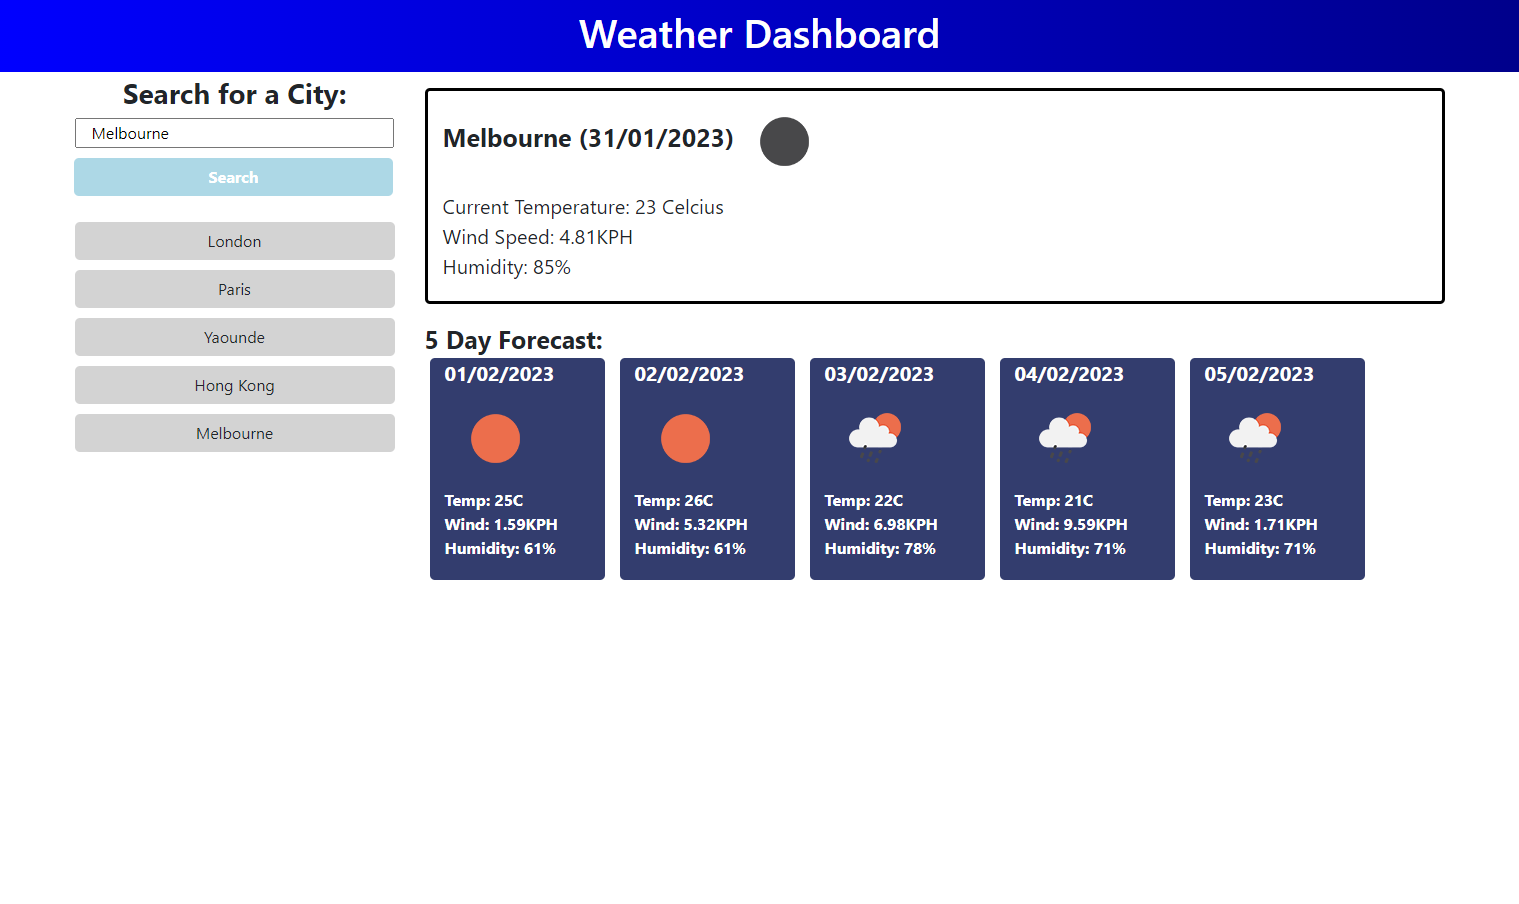 Weather Dashboard
Search for a City:
Melbourne
Search
London
Paris
Yaounde
Hong Kong
Melbourne
Melbourne (31/01/2023)
Current Temperature: 23 Celcius
Wind Speed: 4.81KPH
Humidity: 85%
5 Day Forecast:
01/02/2023
Temp: 25C
Wind: 1.59KPH
Humidity: 61%
02/02/2023
Temp: 26C
Wind: 5.32KPH
Humidity: 61%
03/02/2023
Temp: 22C
Wind: 6.98KPH
Humidity: 78%
04/02/2023
Temp: 21C
Wind: 9.59KPH
Humidity: 71%
05/02/2023
Temp: 23C
Wind: 1.71KPH
Humidity: 71%